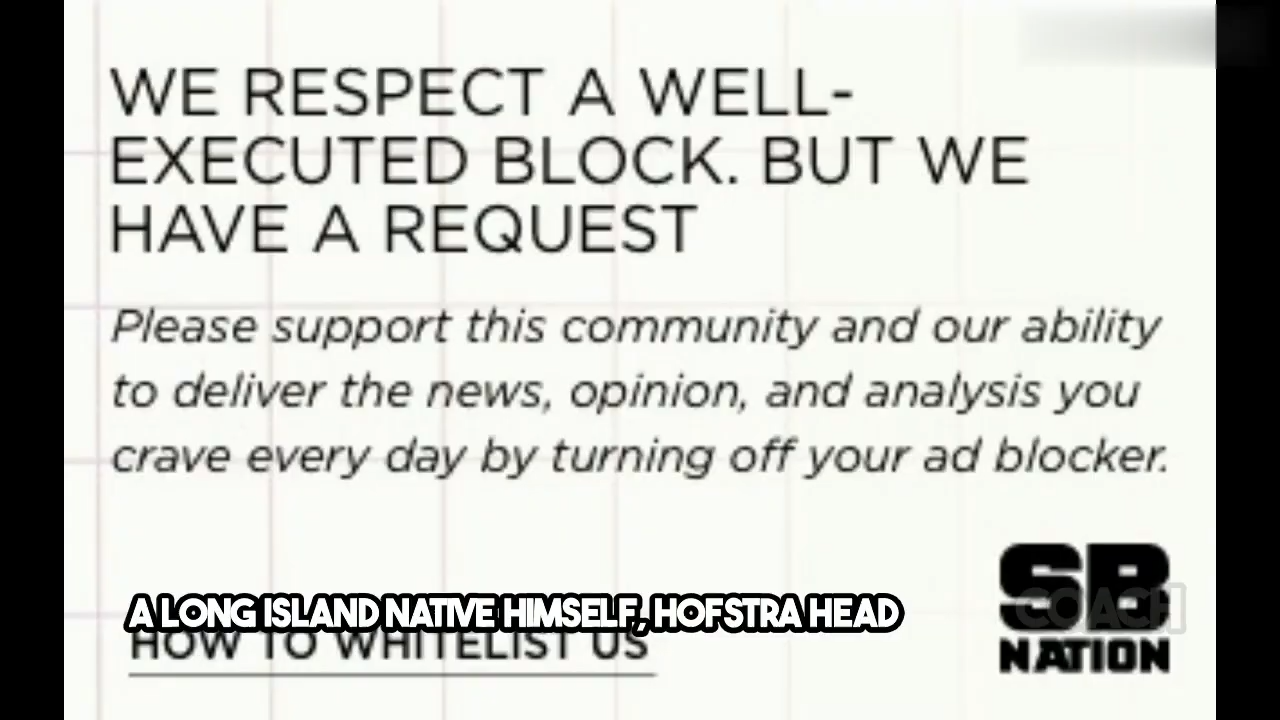 WE RESPECT A WELL-
EXECUTED BLOCK. BUT WE
HAVE A REQUEST
Please support this community and our ability
to deliver the news, opinion, and analysis you
crave every day by turning off your ad blocker.
A LONG ISLAND NATIVE HIMSELF, HOFSTRA HEAD
COACH
HOW TO WHITELIST US
SB
NATION